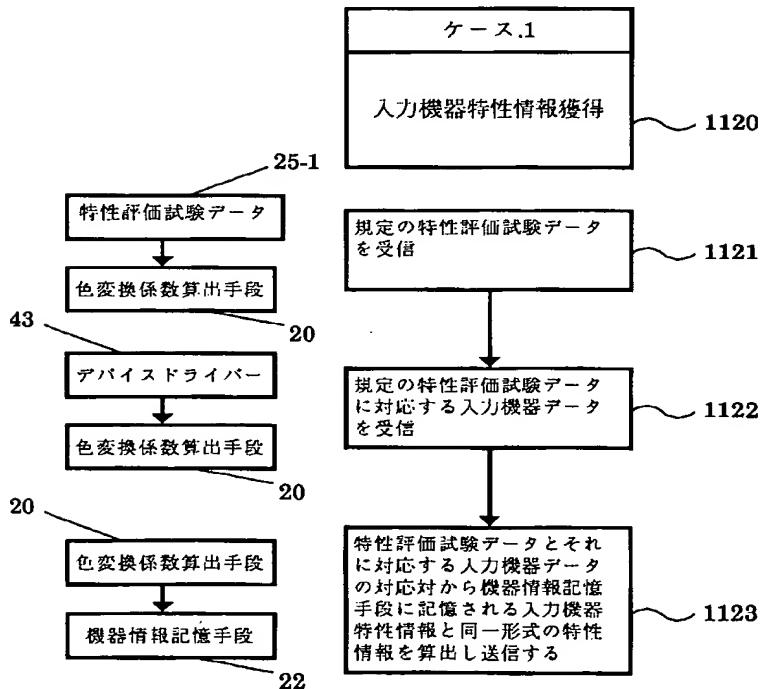 ケース.1
入力機器特性情報獲得
1120
25-1
特性評価試験データ
規定の特性評価試験データ
を受信
1121
色変換係数算出手段
20
43
デバイスドライバー
規定の特性評価試験データ
に対応する入力機器データ
を受信
1122
色変換係数算出手段
20
20
色変換係数算出手段
機器情報記憶手段
22
特性評価試験データとそれ
に対応する入力機器データ
の対応対から機器情報記憶
手段に記憶される入力機器
特性情報と同一形式の特性
情報を算出し送信する
1123